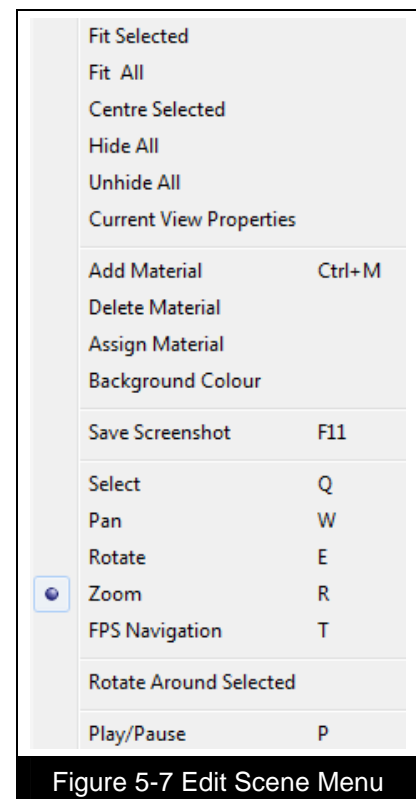 Fit Selected
Fit All
Centre Selected
Hide All
Unhide All
Current View Properties
Add Material Ctrl+M
Delete Material
Assign Material
Background Colour
Save Screenshot F11
Select Q
Pan W
Rotate E
Zoom R
FPS Navigation T
Rotate Around Selected
Play/Pause P
Figure 5-7 Edit Scene Menu